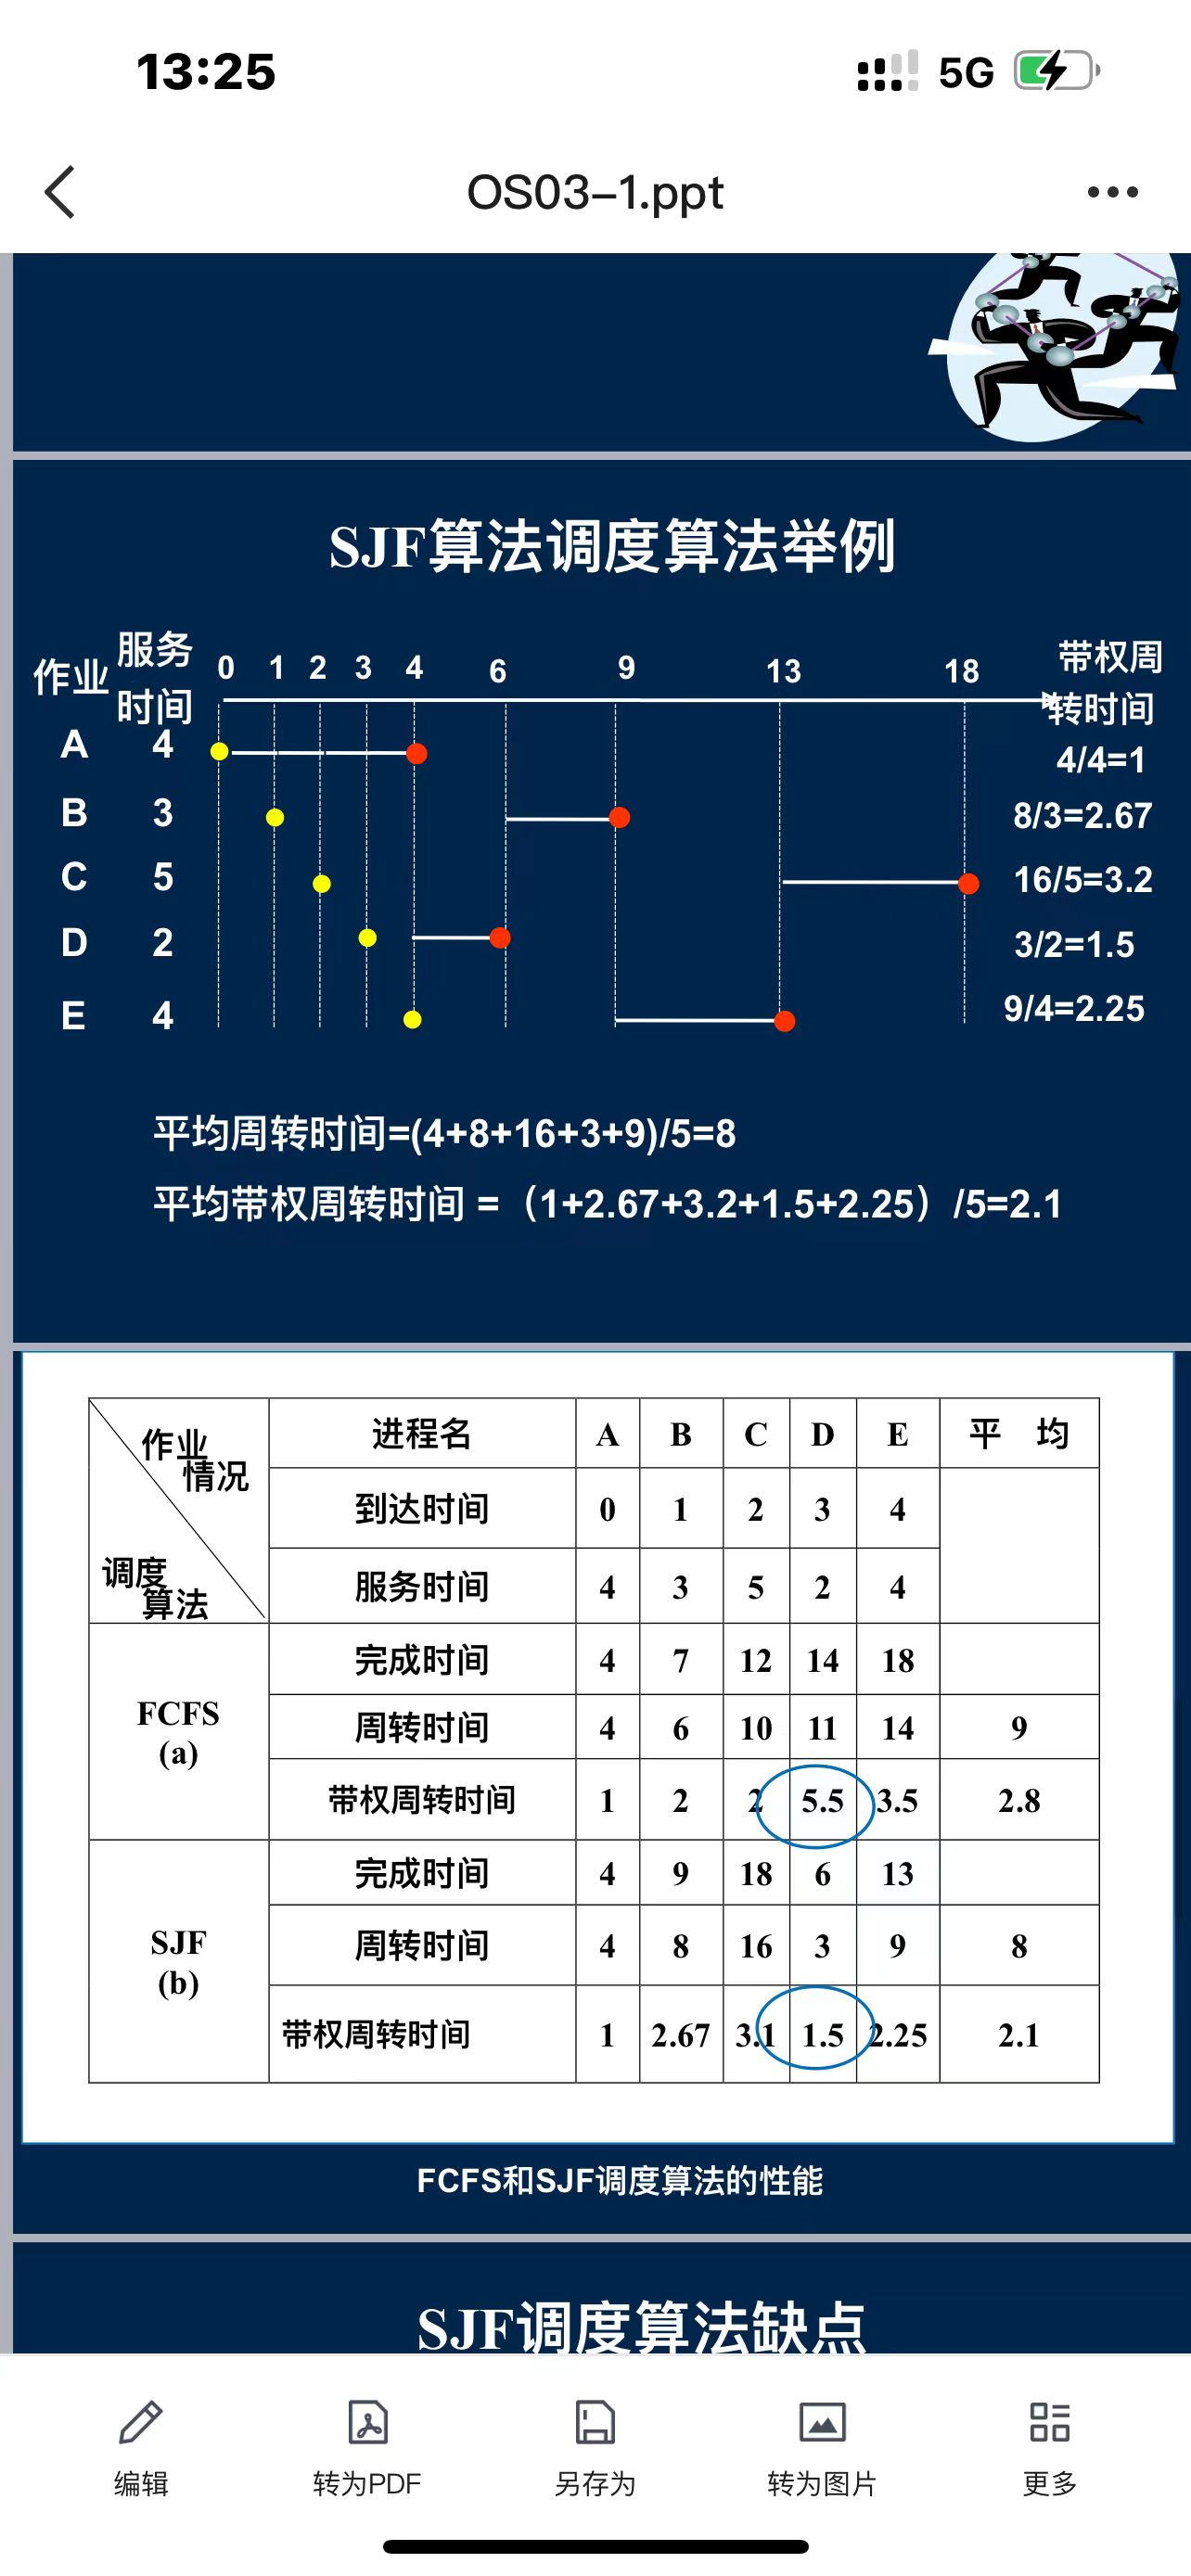 13:25
5G
OS03-1.ppt
SJF算法调度算法举例
作业 服务时间 0 1 2 3 4 6 9 13 18 带权周转时间
A 4 4/4=1
B 3 8/3=2.67
C 5 16/5=3.2
D 2 3/2=1.5
E 4 9/4=2.25
平均周转时间=(4+8+16+3+9)/5=8
平均带权周转时间 =（1+2.67+3.2+1.5+2.25）/5=2.1
作业情况 进程名 A B C D E 平 均
到达时间 0 1 2 3 4
调度算法 服务时间 4 3 5 2 4
完成时间 4 7 12 14 18
FCFS (a) 周转时间 4 6 10 11 14 9
带权周转时间 1 2 2 5.5 3.5 2.8
完成时间 4 9 18 6 13
SJF (b) 周转时间 4 8 16 3 9 8
带权周转时间 1 2.67 3.1 1.5 2.25 2.1
FCFS和SJF调度算法的性能
SJF调度算法缺点
编辑 转为PDF 另存为 转为图片 更多